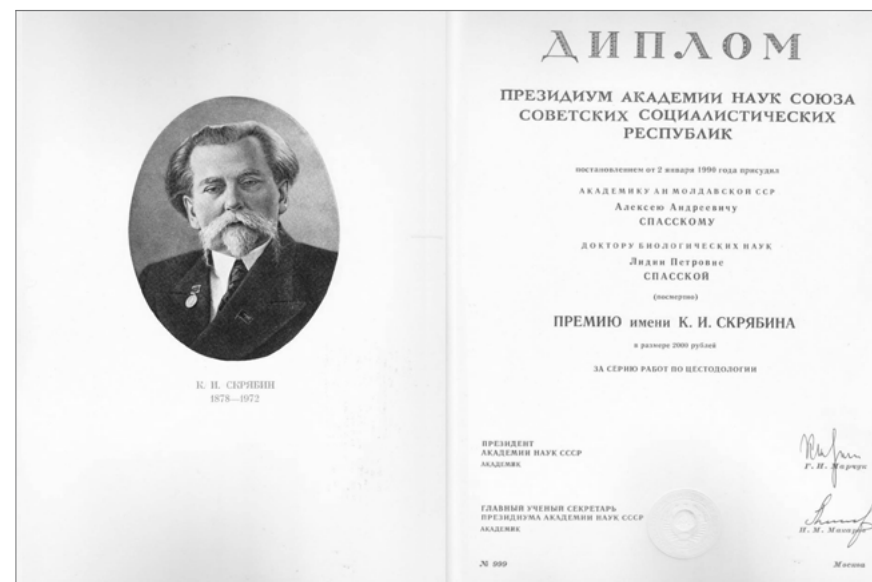 К. И. СКРЯБИН
1878—1972
ДИПЛОМ
ПРЕЗИДИУМ АКАДЕМИИ НАУК СОЮЗА
СОВЕТСКИХ СОЦИАЛИСТИЧЕСКИХ
РЕСПУБЛИК
постановлением от 2 января 1990 года присудил
АКАДЕМИКУ АН МОЛДАВСКОЙ ССР
Алексею Андреевичу
СПАССКОМУ
ДОКТОРУ БИОЛОГИЧЕСКИХ НАУК
Лидии Петровне
СПАССКОЙ
(посмертно)
ПРЕМИЮ имени К. И. СКРЯБИНА
в размере 2000 рублей
ЗА СЕРИЮ РАБОТ ПО ЦЕСТОДОЛОГИИ
ПРЕЗИДЕНТ
АКАДЕМИИ НАУК СССР
АКАДЕМИК
Г. И. Марчук
ГЛАВНЫЙ УЧЕНЫЙ СЕКРЕТАРЬ
ПРЕЗИДИУМА АКАДЕМИИ НАУК СССР
АКАДЕМИК
И. М. Макаров
№ 999
Москва